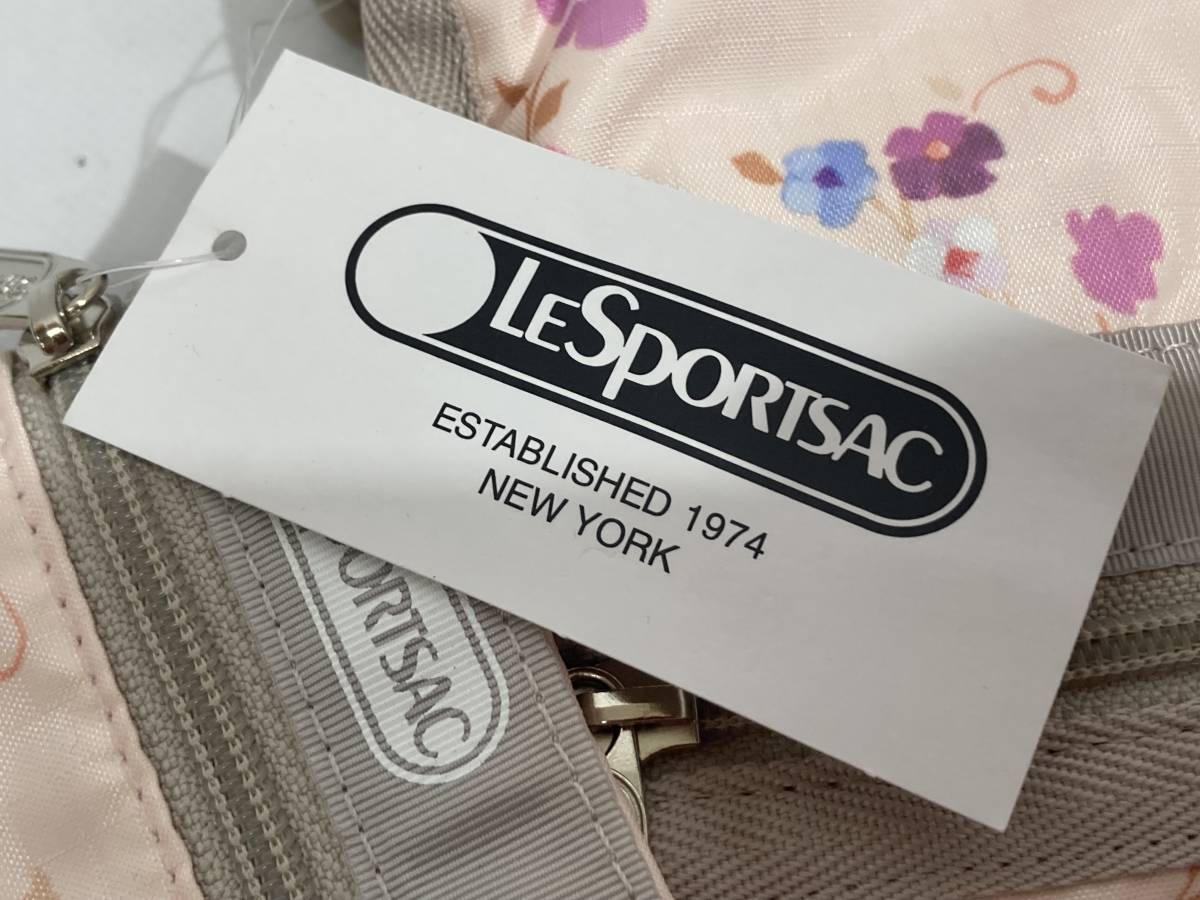 LESPORTSAC
ESTABLISHED 1974
NEW YORK
PORTSAC